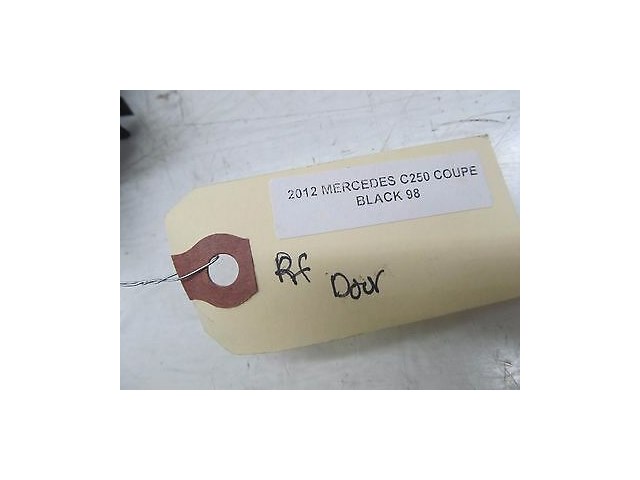 2012 MERCEDES C250 COUPE
BLACK 98
Rf
Door